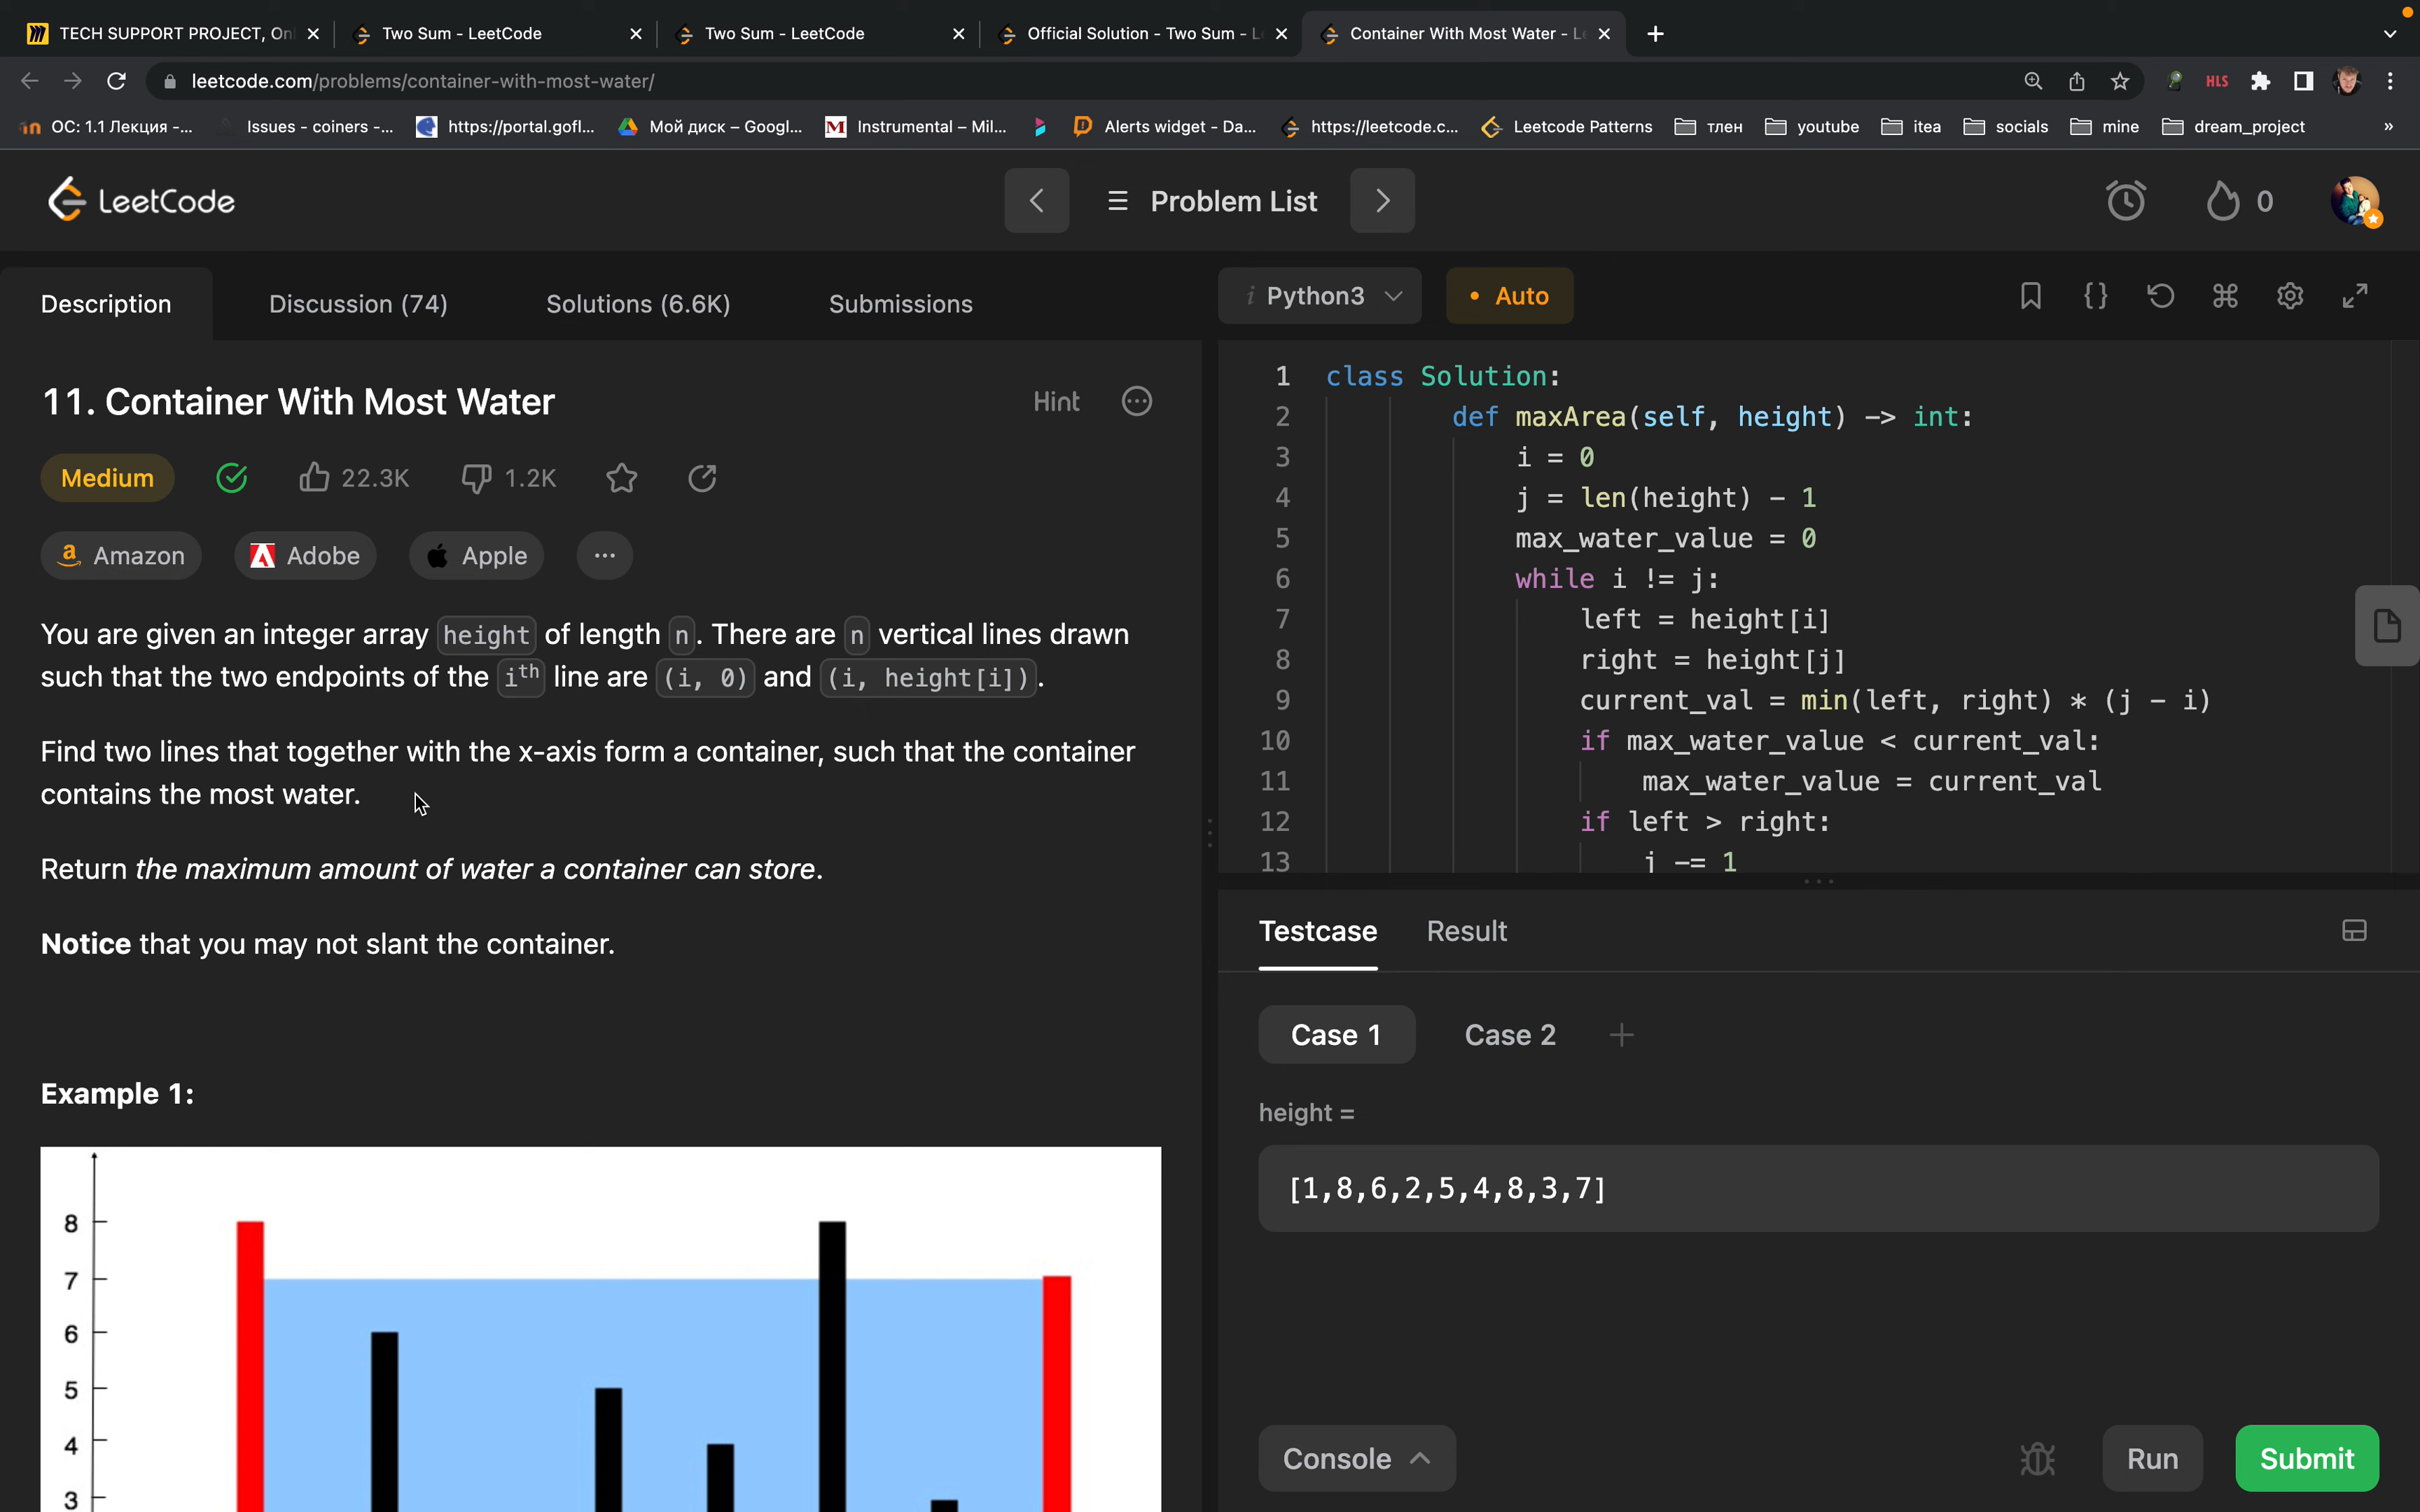 TECH SUPPORT PROJECT, Onl
Two Sum - LeetCode
Two Sum - LeetCode
Official Solution - Two Sum - L
Container With Most Water - Le
leetcode.com/problems/container-with-most-water/
HLS
ОС: 1.1 Лекция -...
Issues - coiners -...
https://portal.gofl...
Мой диск – Googl...
Instrumental – Mil...
Alerts widget - Da...
https://leetcode.c...
Leetcode Patterns
тлен
youtube
itea
socials
mine
dream_project
»
LeetCode
Problem List
0
Description
Discussion (74)
Solutions (6.6K)
Submissions
11. Container With Most Water
Hint
Medium
22.3K
1.2K
Amazon
Adobe
Apple
...
You are given an integer array height of length n. There are n vertical lines drawn
such that the two endpoints of the ith line are (i, 0) and (i, height[i]).
Find two lines that together with the x-axis form a container, such that the container
contains the most water.
Return the maximum amount of water a container can store.
Notice that you may not slant the container.
Example 1:
8
7
6
5
4
3
i Python3
• Auto
{}
1 class Solution:
2 def maxArea(self, height) -> int:
3 i = 0
4 j = len(height) - 1
5 max_water_value = 0
6 while i != j:
7 left = height[i]
8 right = height[j]
9 current_val = min(left, right) * (j - i)
10 if max_water_value < current_val:
11 max_water_value = current_val
12 if left > right:
13 j -= 1
Testcase
Result
Case 1
Case 2
height =
[1,8,6,2,5,4,8,3,7]
Console
Run
Submit